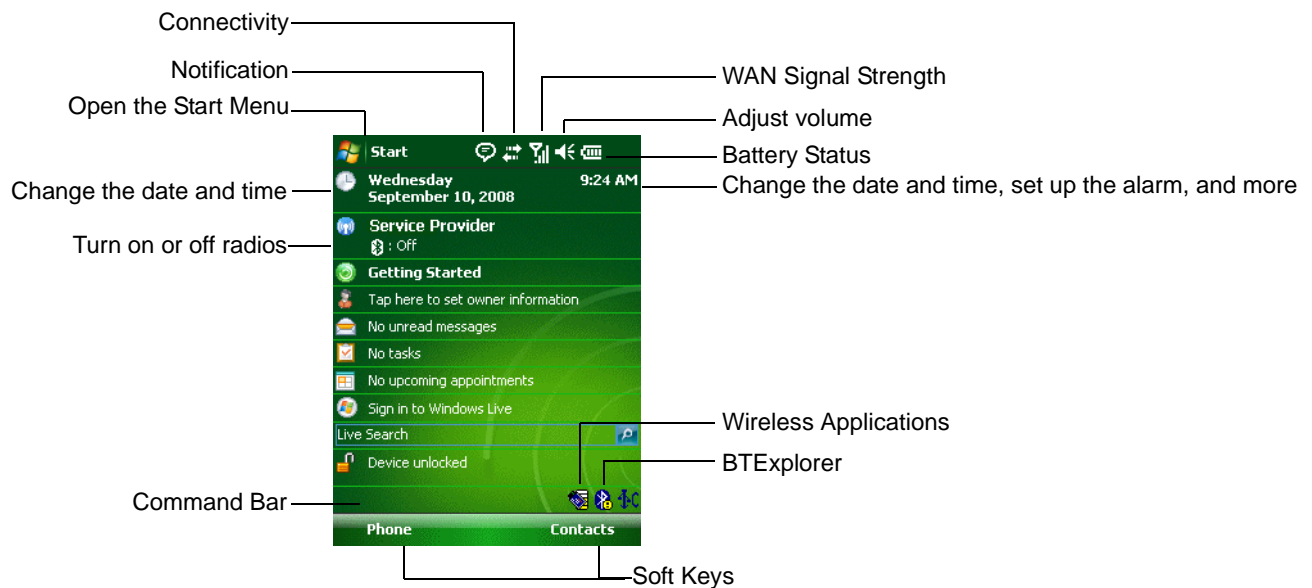 Connectivity
Notification
WAN Signal Strength
Open the Start Menu
Adjust volume
Start
Battery Status
Change the date and time
Wednesday
9:24 AM
September 10, 2008
Change the date and time, set up the alarm, and more
Service Provider
Turn on or off radios
: Off
Getting Started
Tap here to set owner information
No unread messages
No tasks
No upcoming appointments
Sign in to Windows Live
Live Search
Wireless Applications
Device unlocked
BTExplorer
Command Bar
Phone
Contacts
Soft Keys